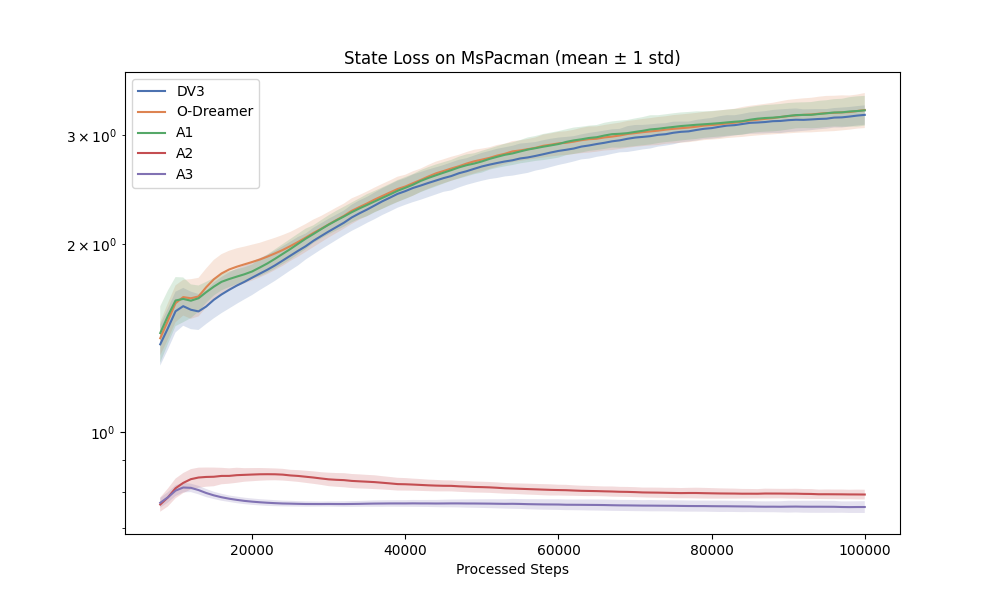 State Loss on MsPacman (mean ± 1 std)
DV3
O-Dreamer
A1
A2
A3
3 × 10⁰
2 × 10⁰
10⁰
20000 40000 60000 80000 100000
Processed Steps